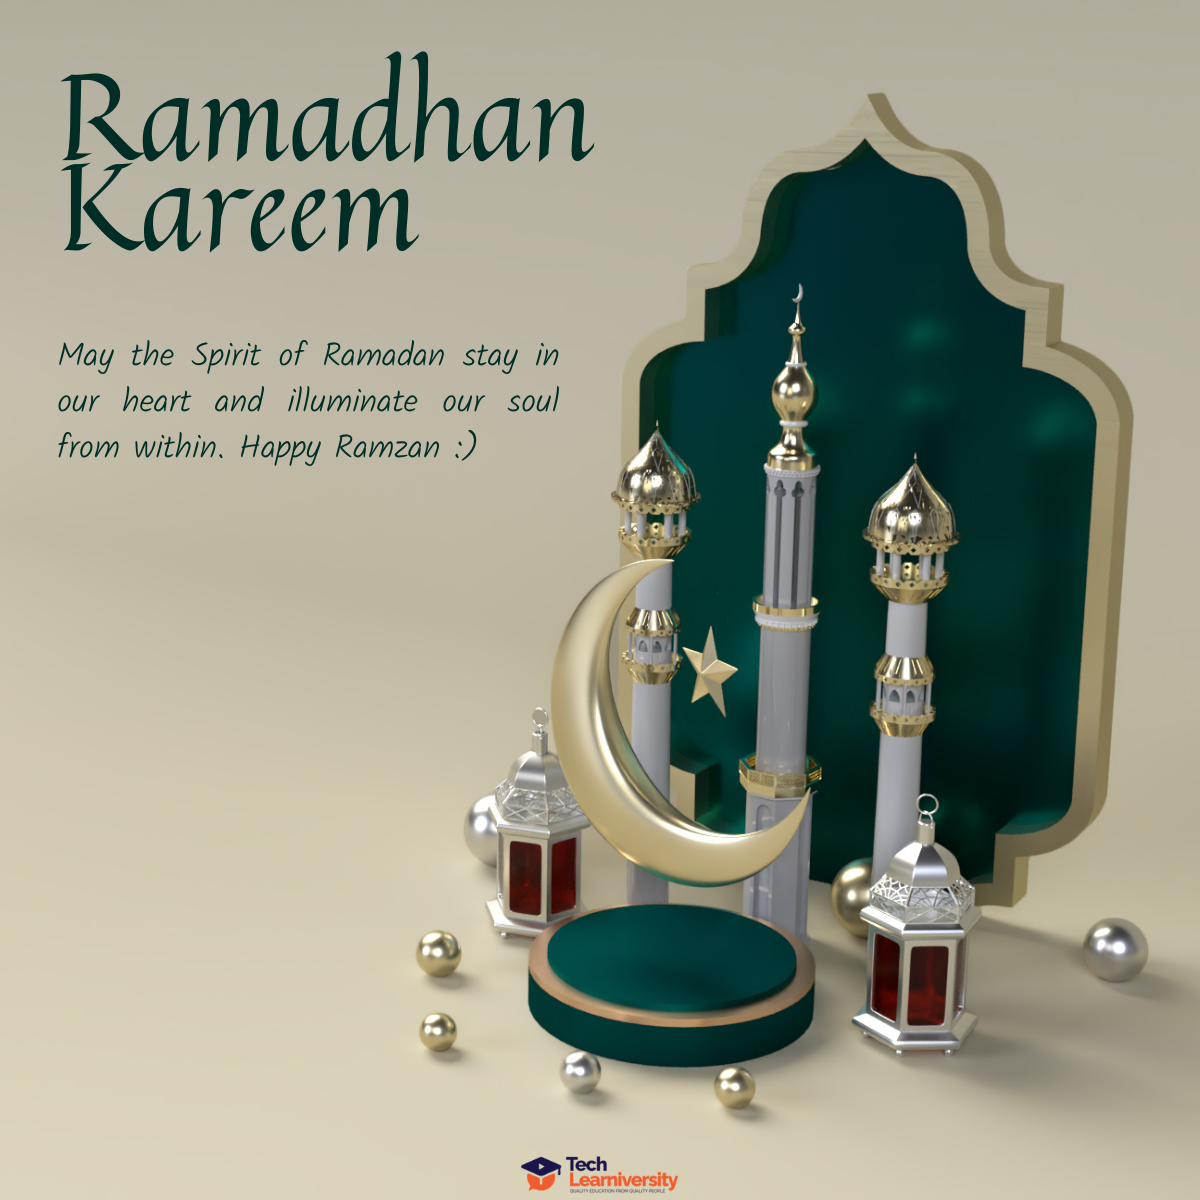 Ramadhan
Kareem
May the Spirit of Ramadan stay in
our heart and illuminate our soul
from within. Happy Ramzan :)
Tech
Learniversity
QUALITY EDUCATION FROM QUALITY PEOPLE